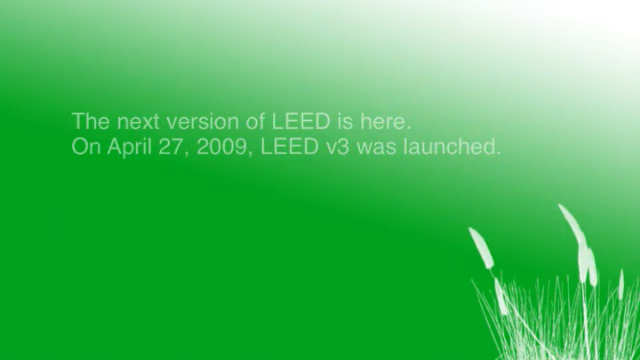 The next version of LEED is here.
On April 27, 2009, LEED v3 was launched.